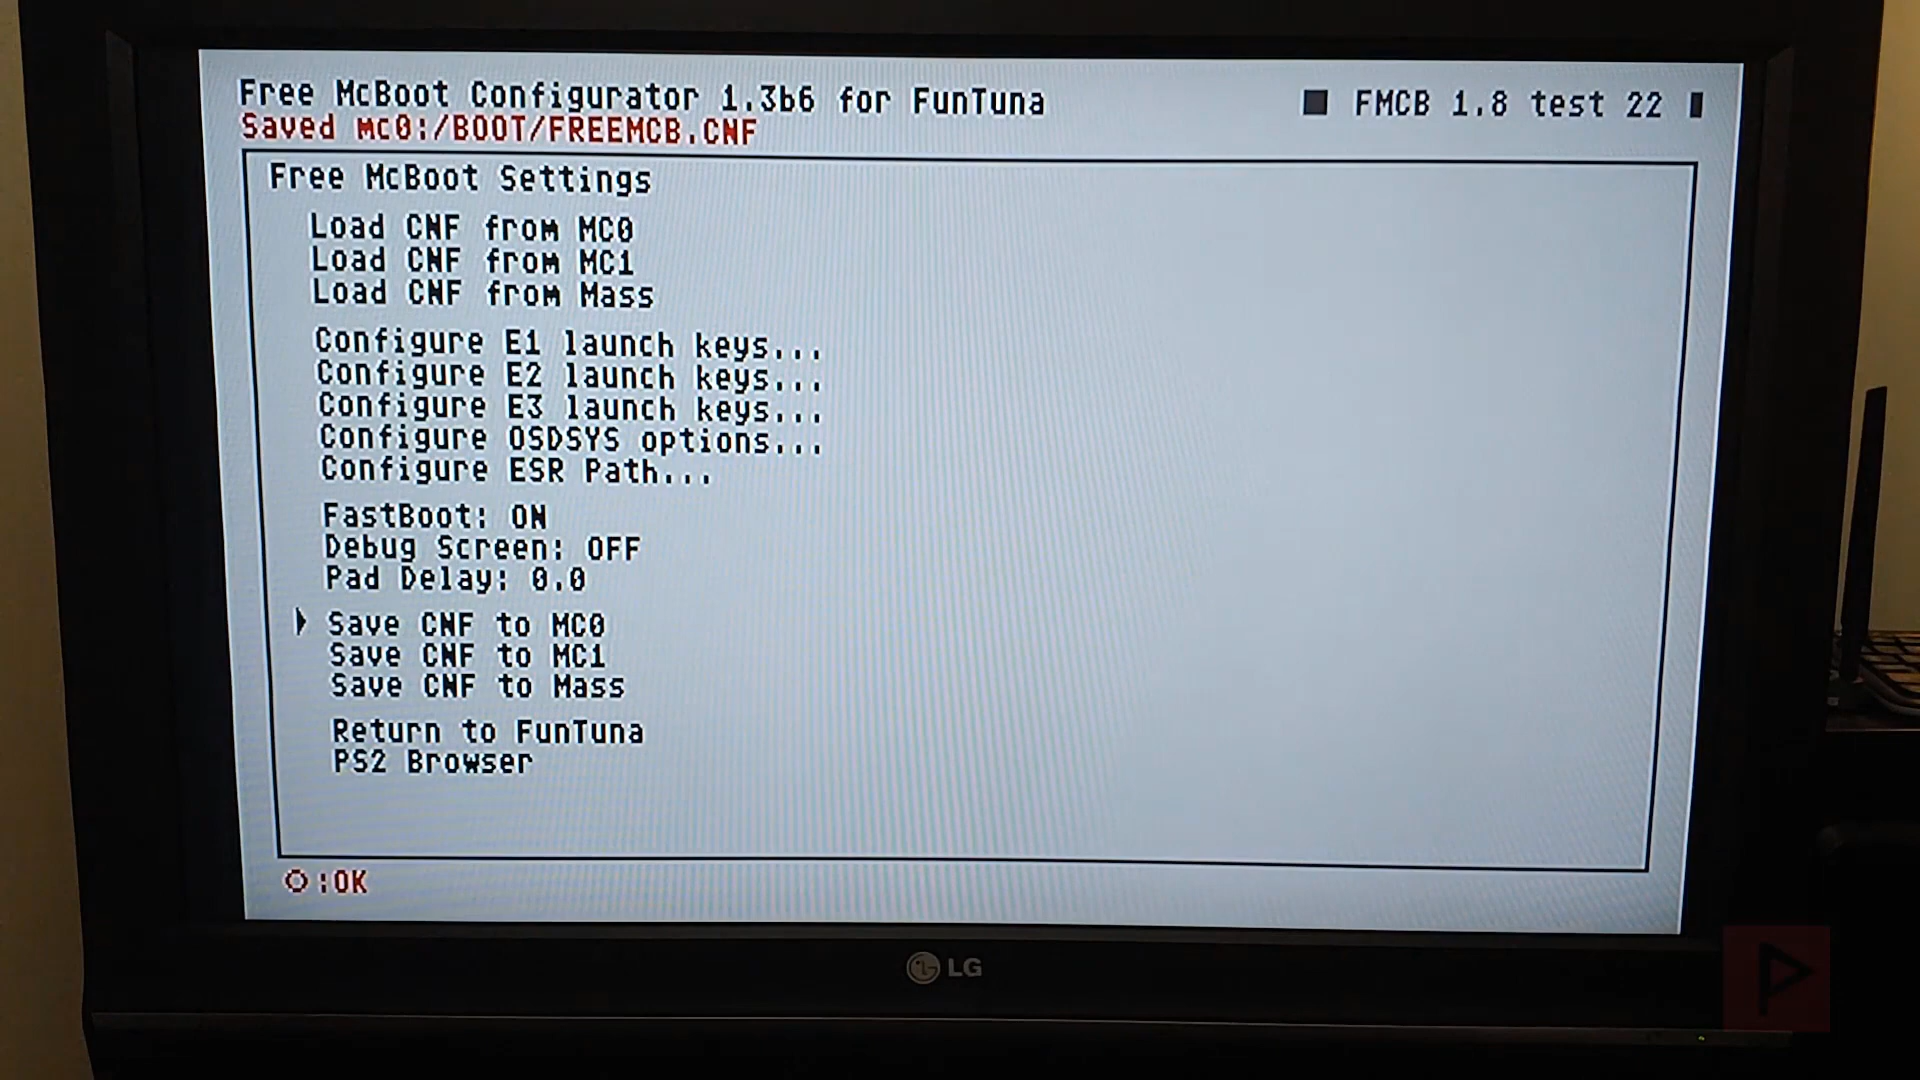 Free McBoot Configurator 1.3b6 for FunTuna
■ FMCB 1.8 test 22 ▮
Saved mc0:/BOOT/FREEMCB.CNF
Free McBoot Settings
Load CNF from MC0
Load CNF from MC1
Load CNF from Mass
Configure E1 launch keys...
Configure E2 launch keys...
Configure E3 launch keys...
Configure OSDSYS options...
Configure ESR Path...
FastBoot: ON
Debug Screen: OFF
Pad Delay: 0.0
Save CNF to MC0
Save CNF to MC1
Save CNF to Mass
Return to FunTuna
PS2 Browser
○:OK
LG